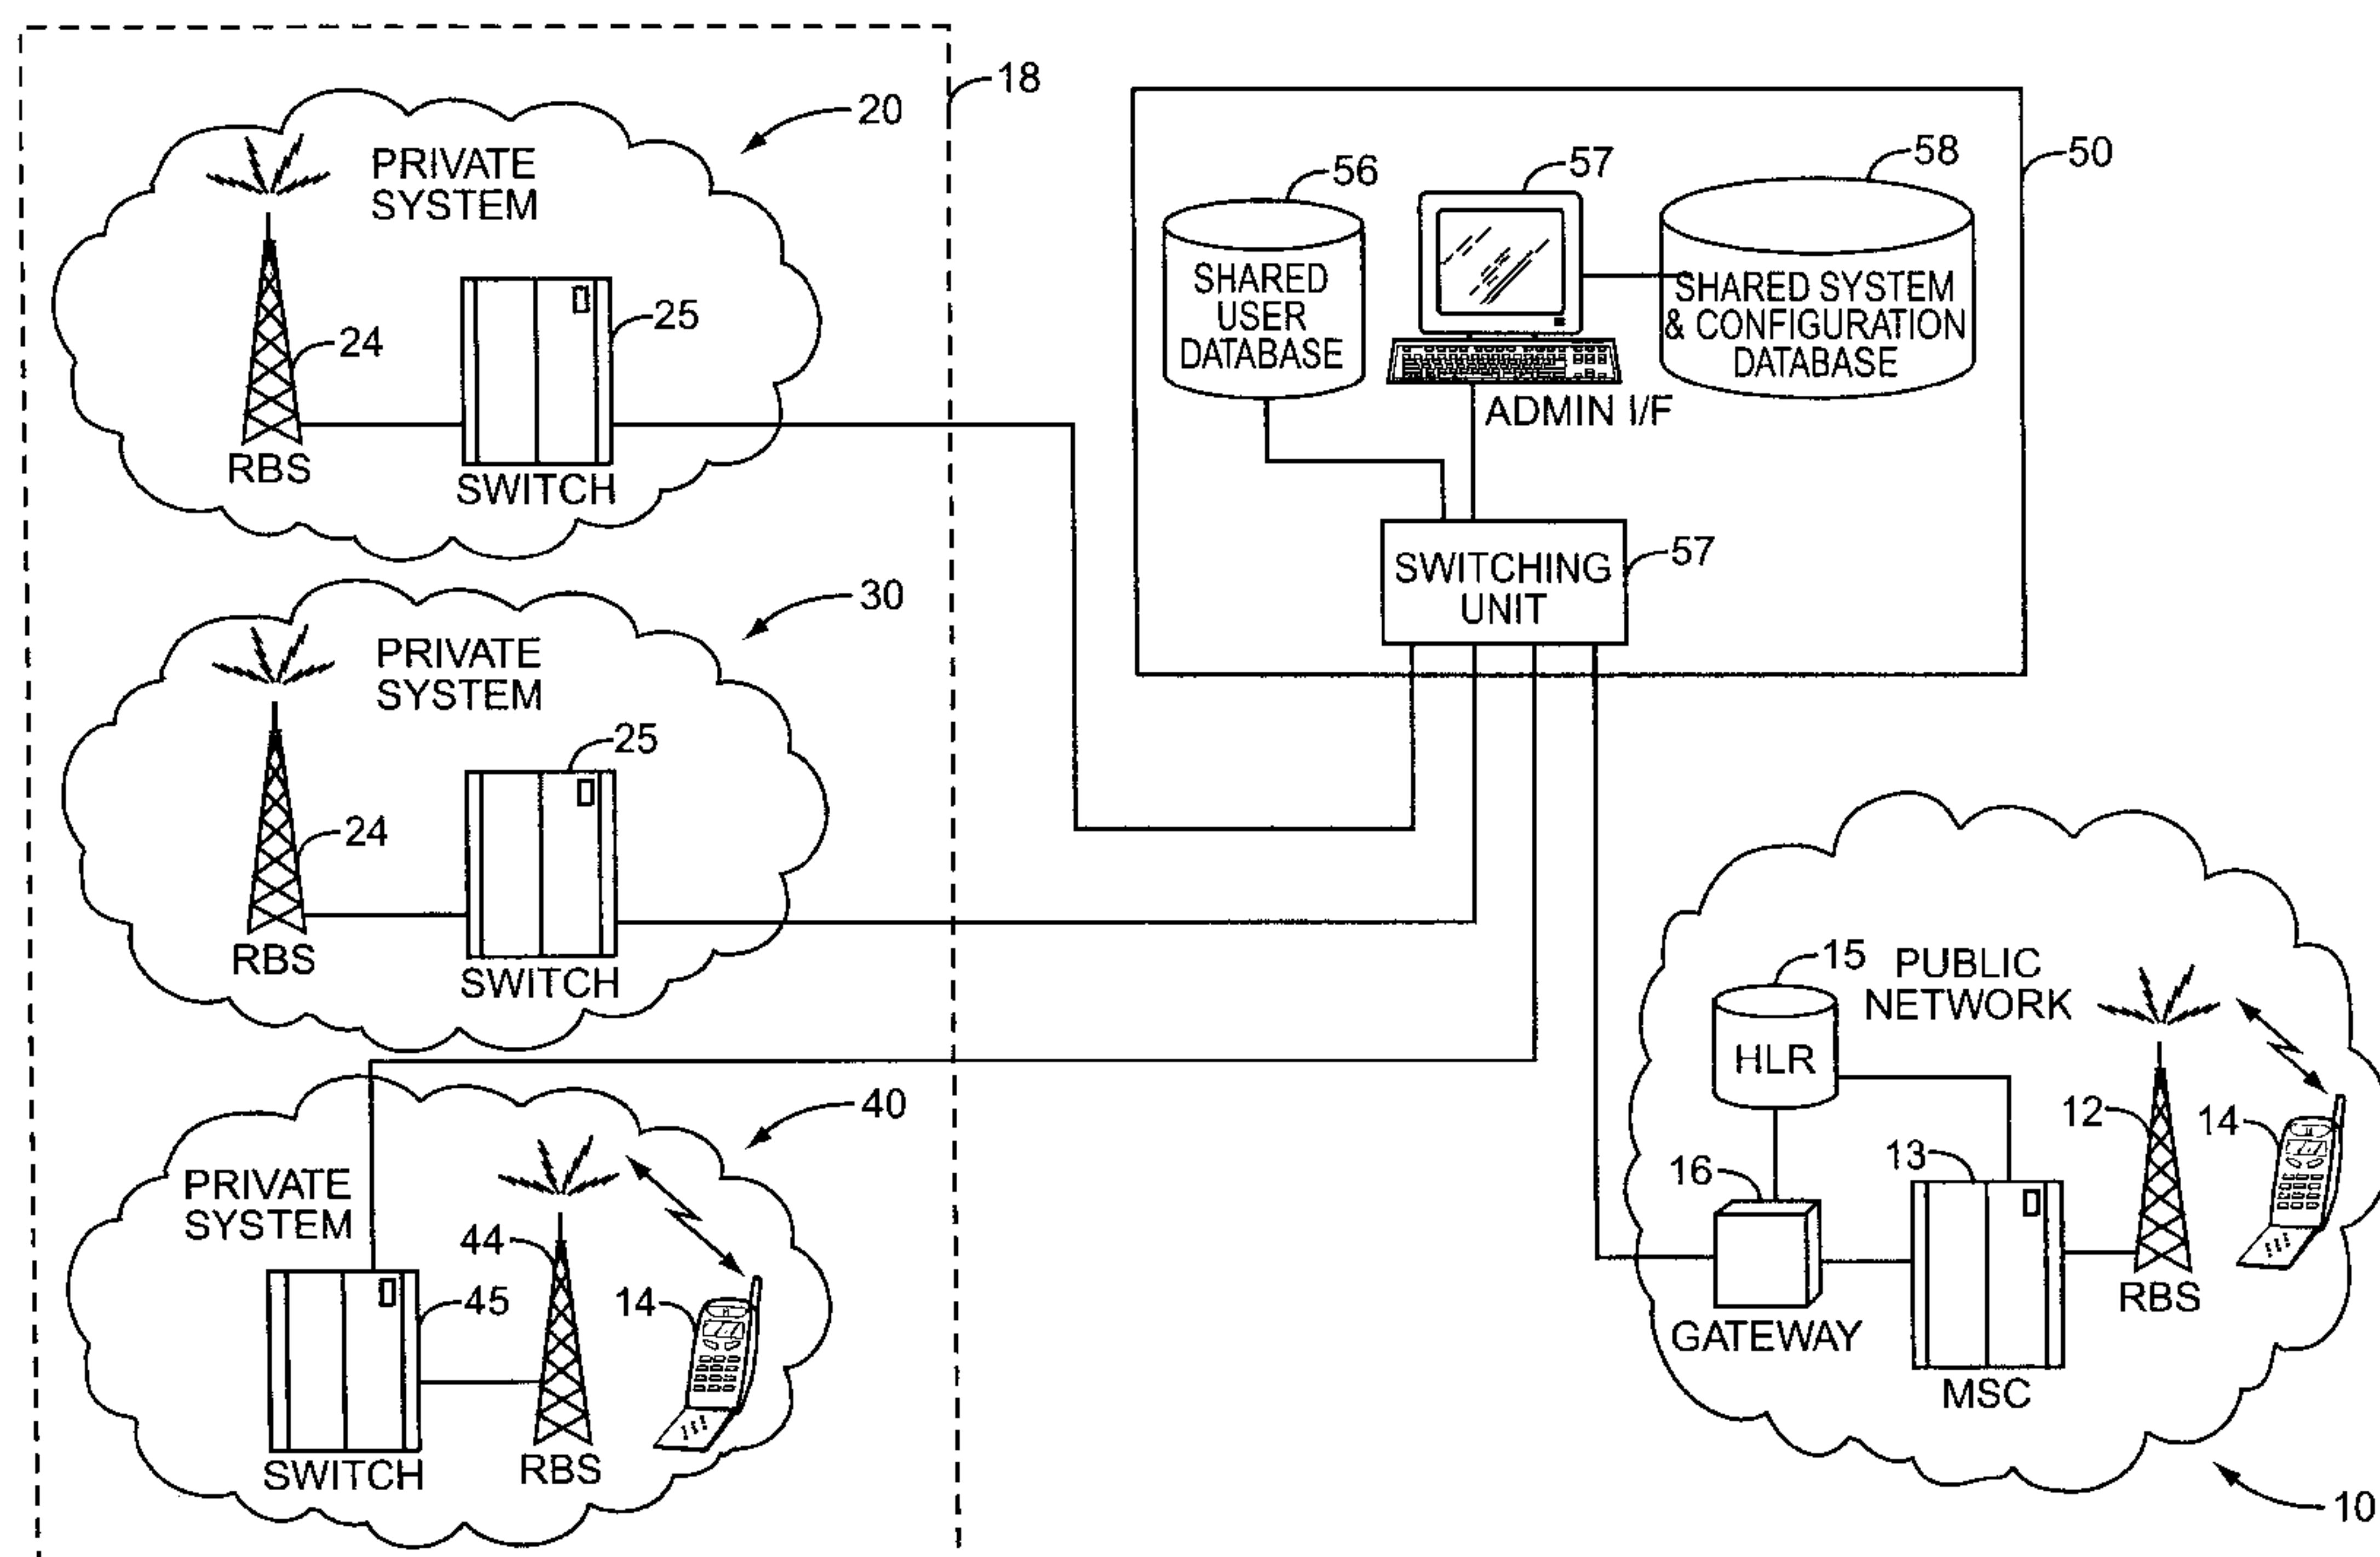 18
20
PRIVATE
SYSTEM
24
25
RBS
SWITCH
30
PRIVATE
SYSTEM
25
24
RBS
SWITCH
40
PRIVATE
SYSTEM
44
45
14
SWITCH
RBS
50
56
57
58
SHARED
USER
DATABASE
SHARED SYSTEM
& CONFIGURATION
DATABASE
ADMIN I/F
SWITCHING
UNIT
57
15
PUBLIC
NETWORK
HLR
12
14
13
16
RBS
GATEWAY
MSC
10